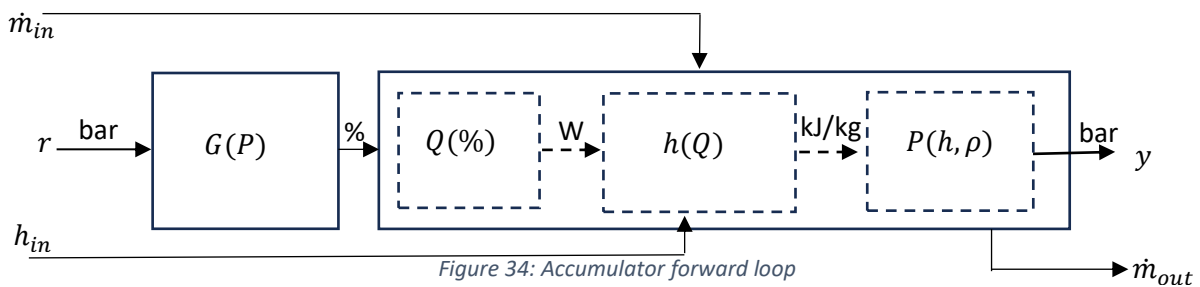 ṁ_in
r bar G(P) % Q(%) W h(Q) kJ/kg P(h, ρ) bar y
h_in
Figure 34: Accumulator forward loop
ṁ_out